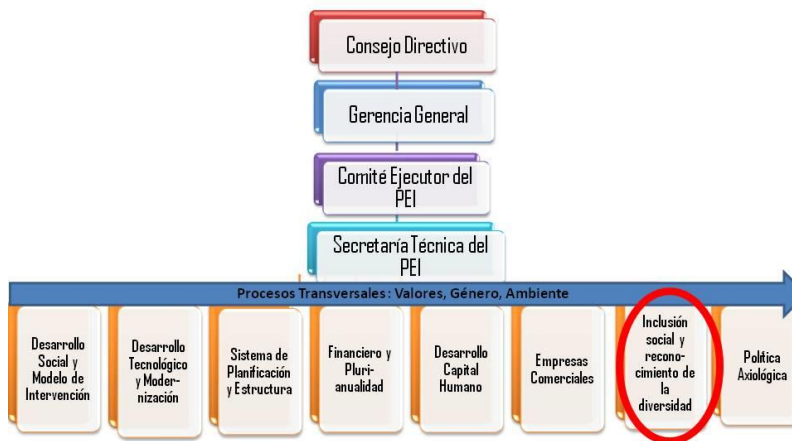 Consejo Directivo
Gerencia General
Comité Ejecutor del
PEI
Secretaría Técnica del
PEI
Procesos Transversales: Valores, Género, Ambiente
Desarrollo
Social y
Modelo de
Intervención
Desarrollo
Tecnológico
y Moder-
nización
Sistema de
Planificación
y Estructura
Financiero y
Pluri-
anualidad
Desarrollo
Capital
Humano
Empresas
Comerciales
Inclusión
social y
recono-
cimiento de
la
diversidad
Política
Axiológica